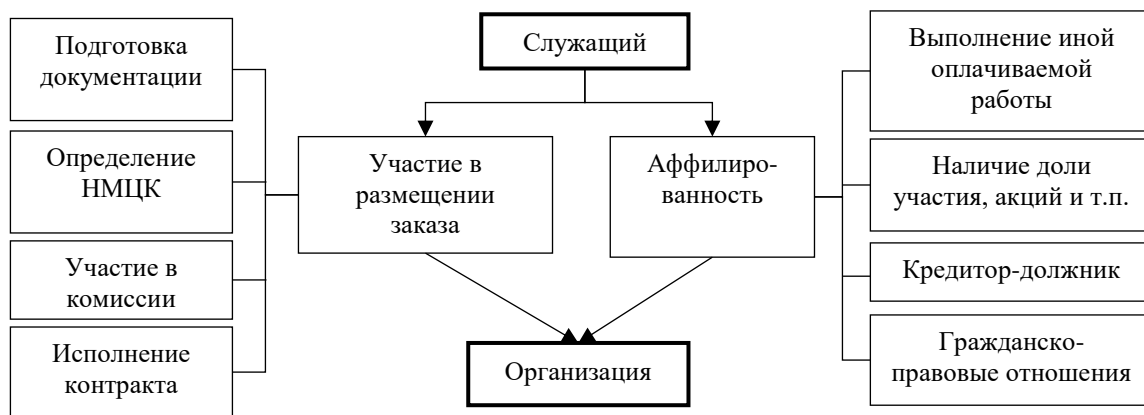 Подготовка
документации
Определение
НМЦК
Участие в
комиссии
Исполнение
контракта
Служащий
Участие в
размещении
заказа
Аффилиро-
ванность
Организация
Выполнение иной
оплачиваемой
работы
Наличие доли
участия, акций и т.п.
Кредитор-должник
Гражданско-
правовые отношения